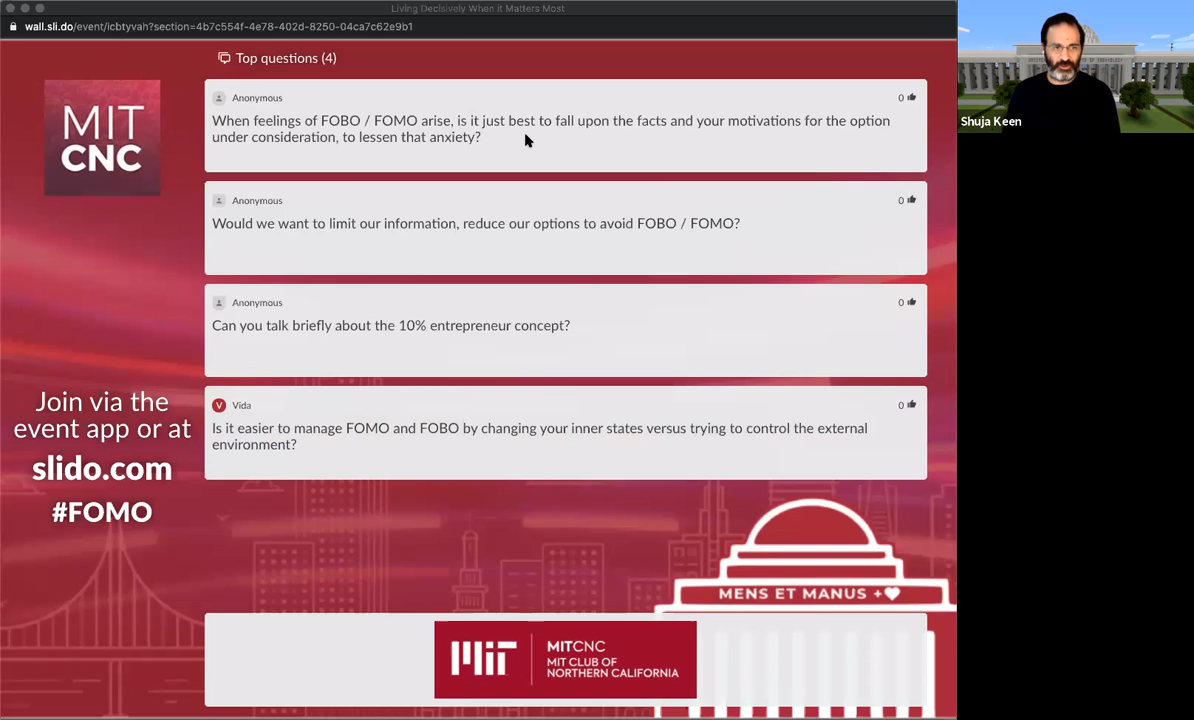 Living Decisively When it Matters Most
wall.sli.do/event/icbtyvah?section=4b7c554f-4e78-402d-8250-04ca7c62e9b1
Top questions (4)
MIT
CNC
Anonymous
0
When feelings of FOBO / FOMO arise, is it just best to fall upon the facts and your motivations for the option
under consideration, to lessen that anxiety?
Anonymous
0
Would we want to limit our information, reduce our options to avoid FOBO / FOMO?
Anonymous
0
Can you talk briefly about the 10% entrepreneur concept?
V
Vida
0
Is it easier to manage FOMO and FOBO by changing your inner states versus trying to control the external
environment?
Join via the
event app or at
slido.com
#FOMO
MENS ET MANUS +
MIT
MITCNC
MIT CLUB OF
NORTHERN CALIFORNIA
Shuja Keen